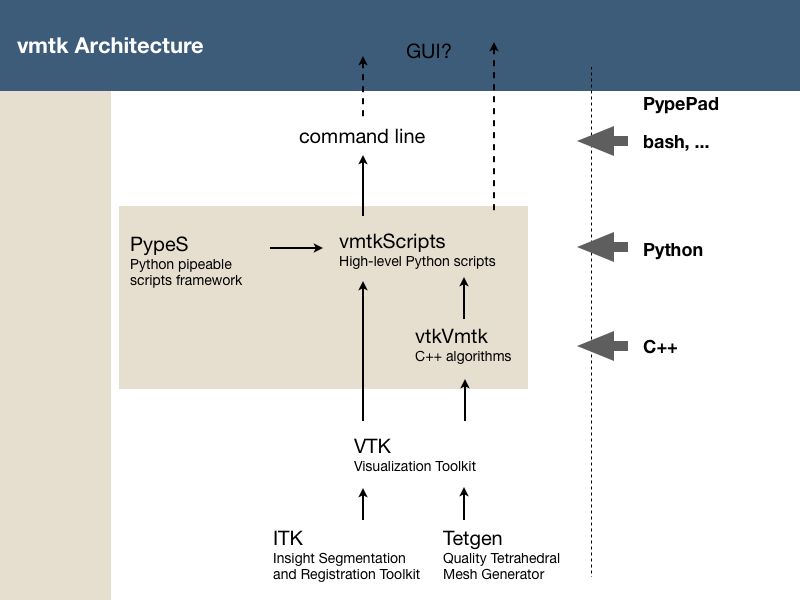 vmtk Architecture
GUI?
PypePad
command line
bash, ...
PypeS
Python pipeable
scripts framework
vmtkScripts
High-level Python scripts
Python
vtkVmtk
C++ algorithms
C++
VTK
Visualization Toolkit
ITK
Insight Segmentation
and Registration Toolkit
Tetgen
Quality Tetrahedral
Mesh Generator